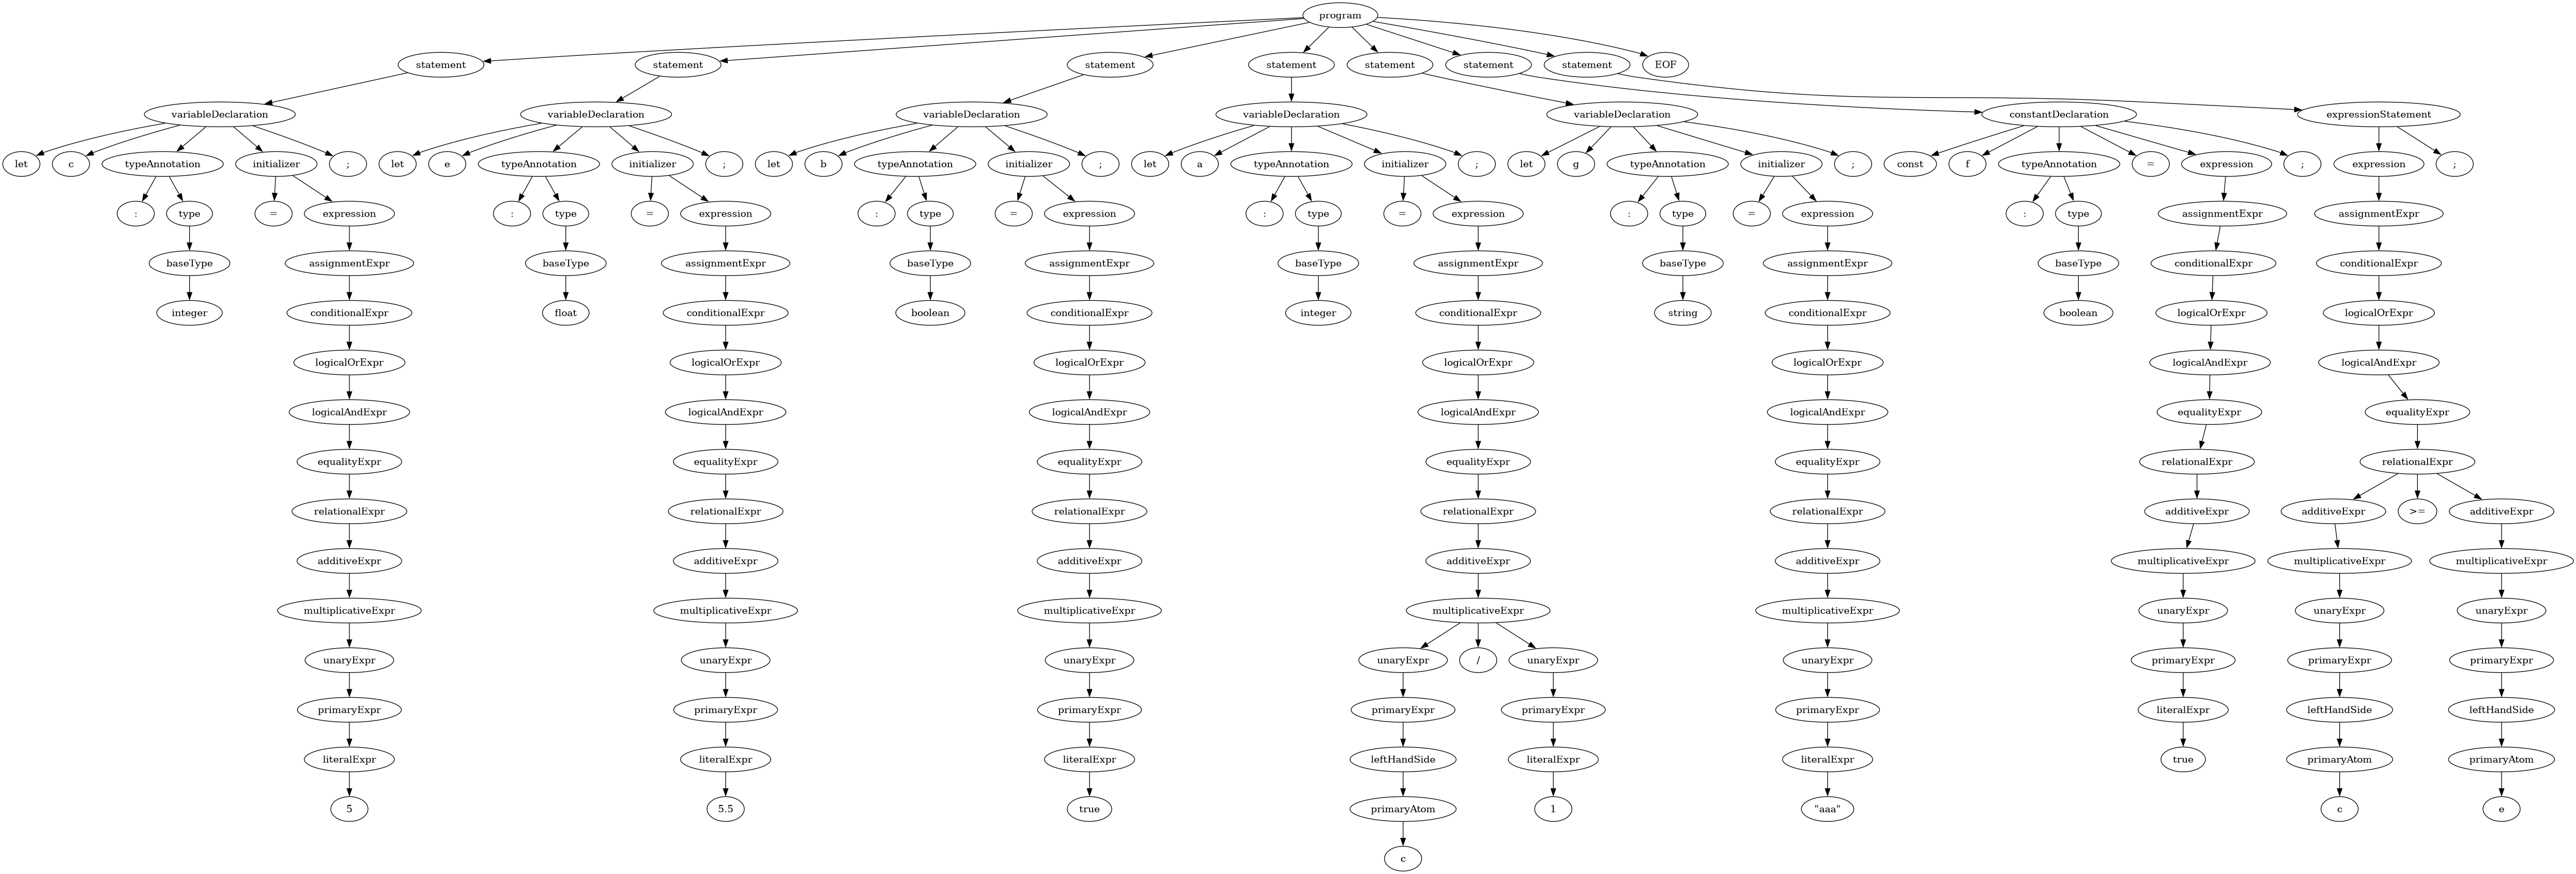 program
statement statement statement statement statement statement statement EOF
variableDeclaration variableDeclaration variableDeclaration variableDeclaration variableDeclaration constantDeclaration expressionStatement
let c typeAnnotation initializer ; let e typeAnnotation initializer ; let b typeAnnotation initializer ; let a typeAnnotation initializer ; let g typeAnnotation initializer ; const f typeAnnotation = expression ; expression ;
: type = expression : type = expression : type = expression : type = expression : type = expression : type assignmentExpr assignmentExpr
baseType assignmentExpr baseType assignmentExpr baseType assignmentExpr baseType assignmentExpr baseType assignmentExpr baseType conditionalExpr conditionalExpr
integer conditionalExpr float conditionalExpr boolean conditionalExpr integer conditionalExpr string conditionalExpr boolean logicalOrExpr logicalOrExpr
logicalOrExpr logicalOrExpr logicalOrExpr logicalOrExpr logicalOrExpr logicalAndExpr logicalAndExpr
logicalAndExpr logicalAndExpr logicalAndExpr logicalAndExpr logicalAndExpr equalityExpr equalityExpr
equalityExpr equalityExpr equalityExpr equalityExpr equalityExpr relationalExpr relationalExpr
relationalExpr relationalExpr relationalExpr relationalExpr relationalExpr additiveExpr additiveExpr >= additiveExpr
additiveExpr additiveExpr additiveExpr additiveExpr additiveExpr multiplicativeExpr multiplicativeExpr multiplicativeExpr
multiplicativeExpr multiplicativeExpr multiplicativeExpr multiplicativeExpr multiplicativeExpr unaryExpr unaryExpr unaryExpr
unaryExpr unaryExpr unaryExpr unaryExpr / unaryExpr unaryExpr primaryExpr primaryExpr primaryExpr
primaryExpr primaryExpr primaryExpr primaryExpr primaryExpr primaryExpr literalExpr leftHandSide leftHandSide
literalExpr literalExpr literalExpr leftHandSide literalExpr literalExpr true primaryAtom primaryAtom
5 5.5 true primaryAtom 1 "aaa" c e
c